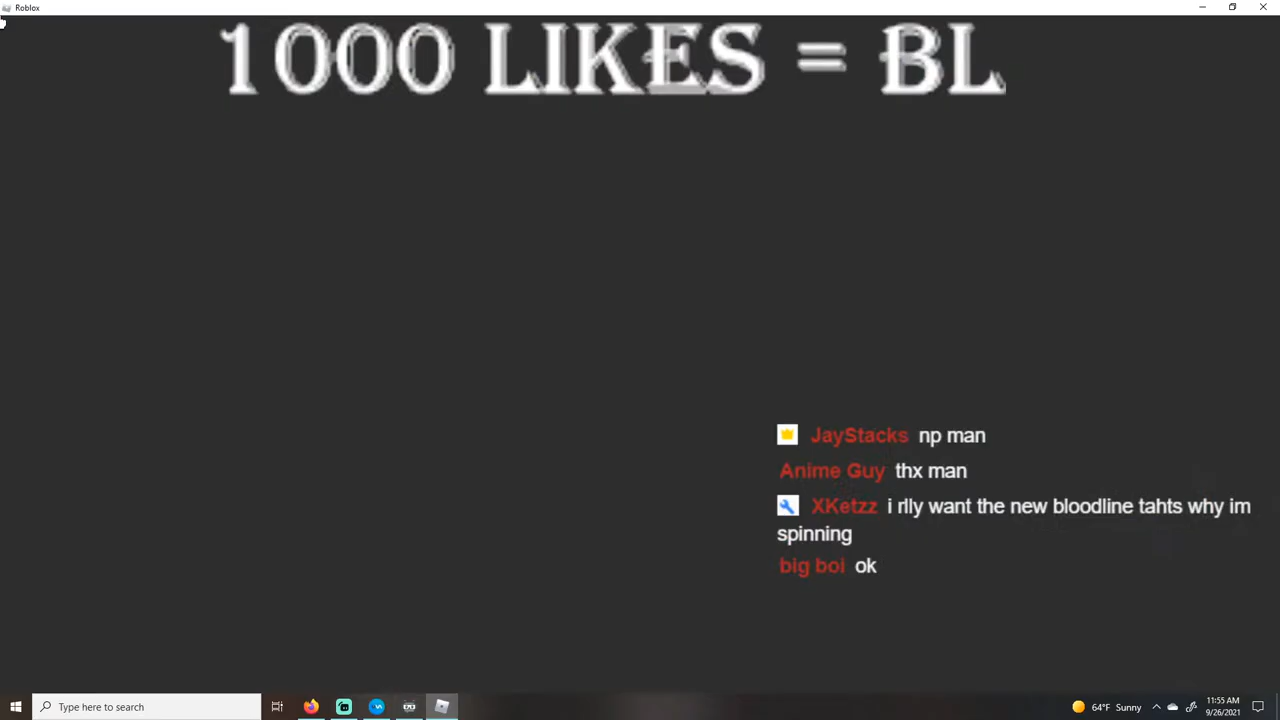 Roblox
1000 LIKES = BL
JayStacks np man
Anime Guy thx man
XKetzz i rlly want the new bloodline tahts why im
spinning
big boi ok
Type here to search
64°F Sunny
11:55 AM
9/26/2021